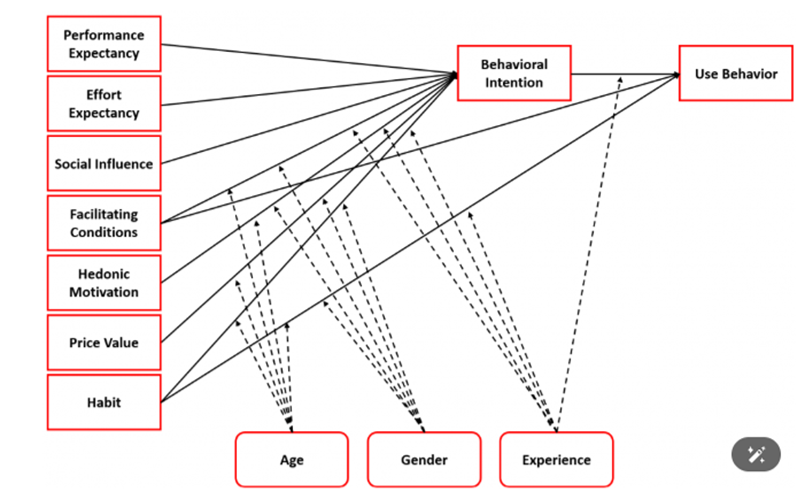 Performance
Expectancy
Effort
Expectancy
Social Influence
Facilitating
Conditions
Hedonic
Motivation
Price Value
Habit
Behavioral
Intention
Use Behavior
Age
Gender
Experience